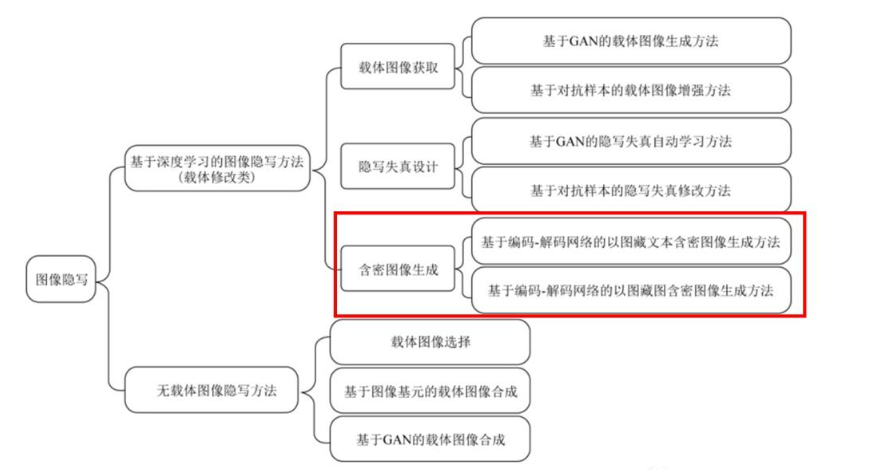 图像隐写
基于深度学习的图像隐写方法
(载体修改类)
载体图像获取
基于GAN的载体图像生成方法
基于对抗样本的载体图像增强方法
隐写失真设计
基于GAN的隐写失真自动学习方法
基于对抗样本的隐写失真修改方法
含密图像生成
基于编码-解码网络的以图藏文本含密图像生成方法
基于编码-解码网络的以图藏图含密图像生成方法
无载体图像隐写方法
载体图像选择
基于图像基元的载体图像合成
基于GAN的载体图像合成